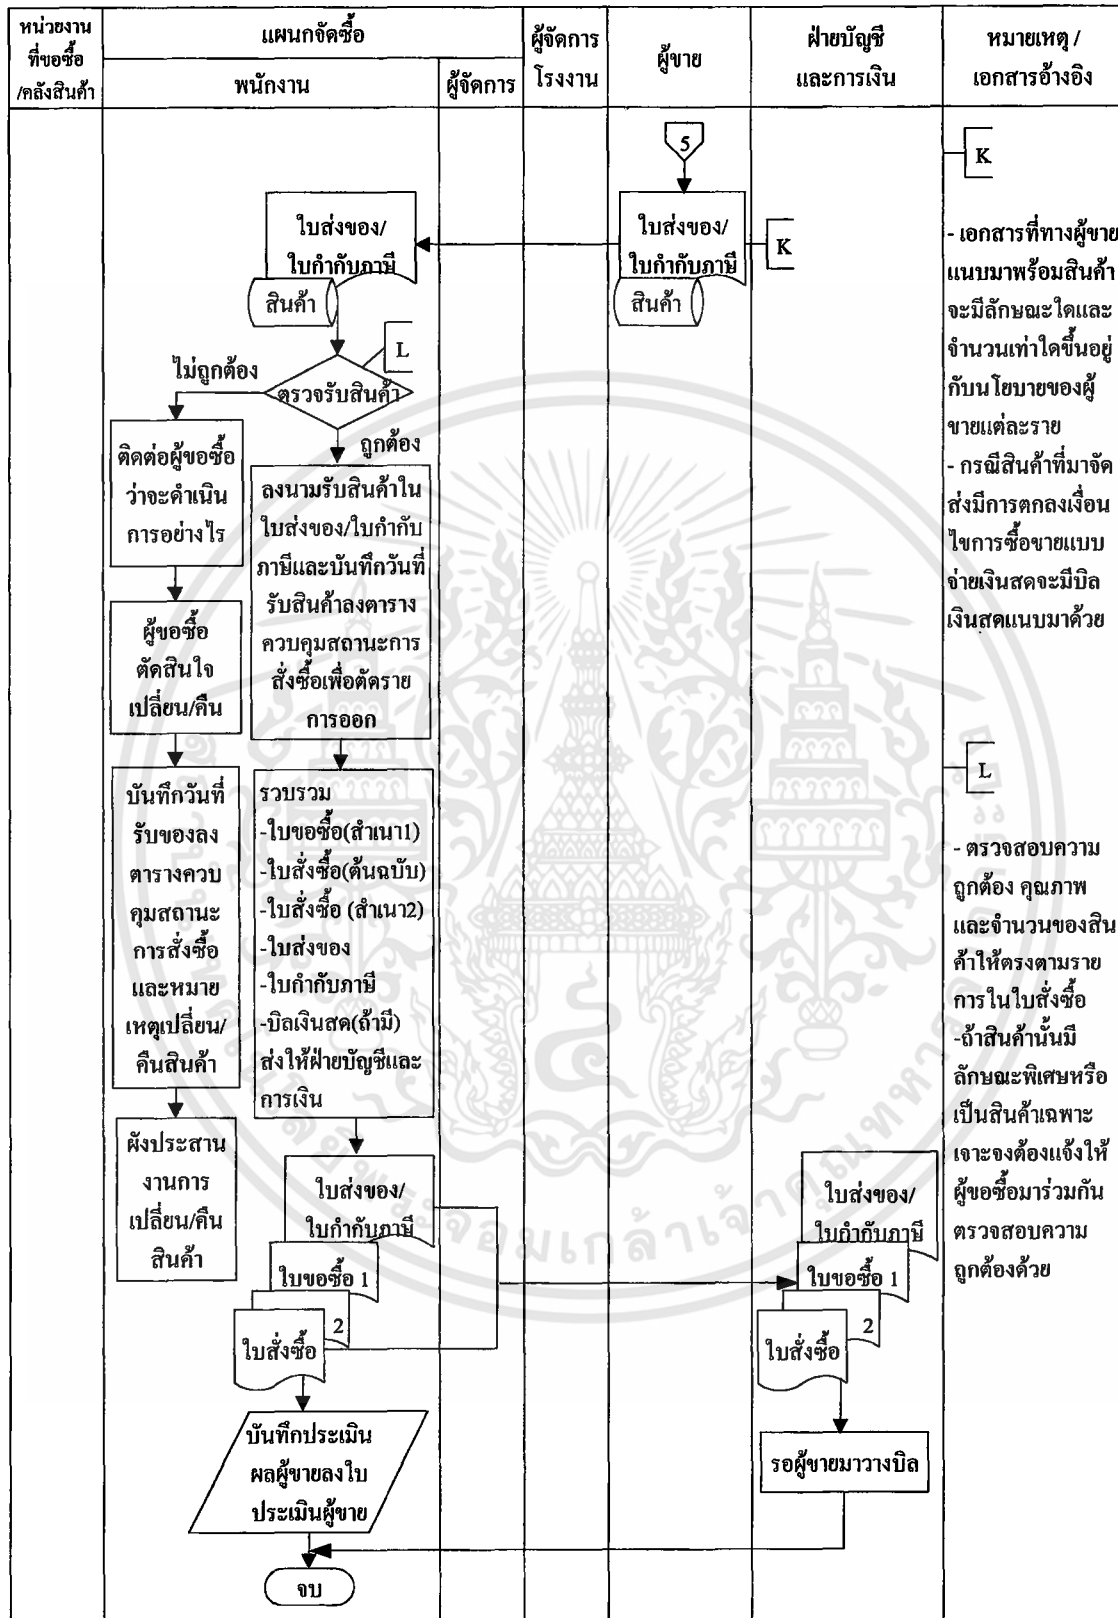 หน่วยงาน
ที่ขอซื้อ
/คลังสินค้า
แผนกจัดซื้อ
พนักงาน
ผู้จัดการ
ผู้จัดการ
โรงงาน
ผู้ขาย
ฝ่ายบัญชี
และการเงิน
หมายเหตุ /
เอกสารอ้างอิง
5
K
ใบส่งของ/
ใบกำกับภาษี
สินค้า
ใบส่งของ/
ใบกำกับภาษี
สินค้า
K
- เอกสารที่ทางผู้ขาย
แนบมาพร้อมสินค้า
จะมีลักษณะใดและ
จำนวนเท่าใดขึ้นอยู่
กับนโยบายของผู้
ขายแต่ละราย
- กรณีสินค้าที่มาจัด
ส่งมีการตกลงเงื่อน
ไขการซื้อขายแบบ
จ่ายเงินสดจะมีบิล
เงินสดแนบมาด้วย
L
ไม่ถูกต้อง
ตรวจรับสินค้า
ถูกต้อง
ติดต่อผู้ขอซื้อ
ว่าจะดำเนิน
การอย่างไร
ลงนามรับสินค้าใน
ใบส่งของ/ใบกำกับ
ภาษีและบันทึกวันที่
รับสินค้าลงตาราง
ควบคุมสถานะการ
สั่งซื้อเพื่อตัดราย
การออก
ผู้ขอซื้อ
ตัดสินใจ
เปลี่ยน/คืน
บันทึกวันที่
รับของลง
ตารางควบ
คุมสถานะ
การสั่งซื้อ
และหมาย
เหตุเปลี่ยน/
คืนสินค้า
รวบรวม
-ใบขอซื้อ(สำเนา1)
-ใบสั่งซื้อ(ต้นฉบับ)
-ใบสั่งซื้อ (สำเนา2)
-ใบส่งของ
-ใบกำกับภาษี
-บิลเงินสด(ถ้ามี)
ส่งให้ฝ่ายบัญชีและ
การเงิน
L
- ตรวจสอบความ
ถูกต้อง คุณภาพ
และจำนวนของสิน
ค้าให้ตรงตามราย
การในใบสั่งซื้อ
-ถ้าสินค้านั้นมี
ลักษณะพิเศษหรือ
เป็นสินค้าเฉพาะ
เจาะจงต้องแจ้งให้
ผู้ขอซื้อมาร่วมกัน
ตรวจสอบความ
ถูกต้องด้วย
ผังประสาน
งานการ
เปลี่ยน/คืน
สินค้า
ใบส่งของ/
ใบกำกับภาษี
ใบขอซื้อ 1
2
ใบสั่งซื้อ
ใบส่งของ/
ใบกำกับภาษี
ใบขอซื้อ 1
2
ใบสั่งซื้อ
บันทึกประเมิน
ผลผู้ขายลงใบ
ประเมินผู้ขาย
รอผู้ขายมาวางบิล
จบ